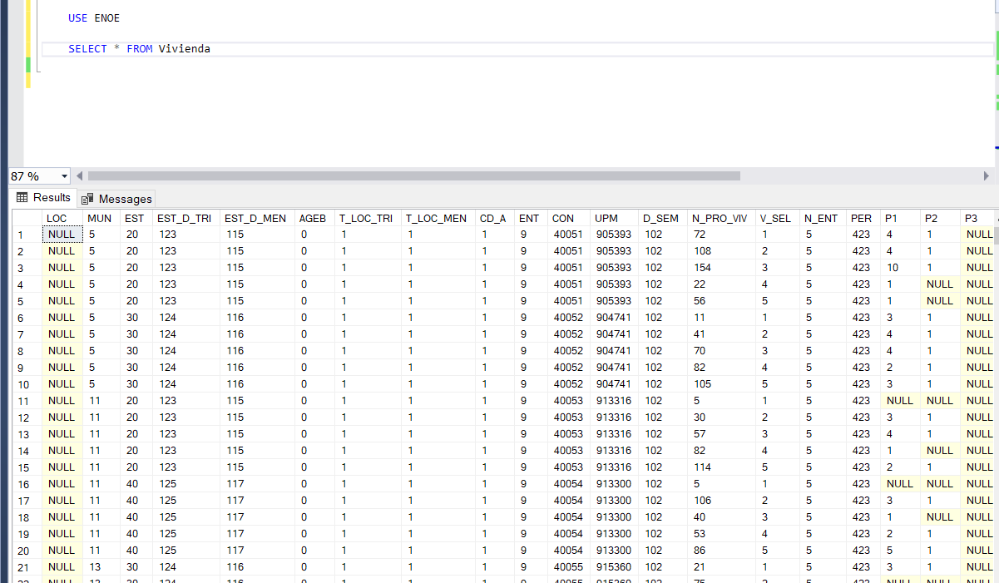 USE ENOE
SELECT * FROM Vivienda
87 %
Results Messages
LOC MUN EST EST_D_TRI EST_D_MEN AGEB T_LOC_TRI T_LOC_MEN CD_A ENT CON UPM D_SEM N_PRO_VIV V_SEL N_ENT PER P1 P2 P3
1 NULL 5 20 123 115 0 1 1 1 9 40051 905393 102 72 1 5 423 4 1 NULL
2 NULL 5 20 123 115 0 1 1 1 9 40051 905393 102 108 2 5 423 4 1 NULL
3 NULL 5 20 123 115 0 1 1 1 9 40051 905393 102 154 3 5 423 10 1 NULL
4 NULL 5 20 123 115 0 1 1 1 9 40051 905393 102 22 4 5 423 1 NULL NULL
5 NULL 5 20 123 115 0 1 1 1 9 40051 905393 102 56 5 5 423 1 NULL NULL
6 NULL 5 30 124 116 0 1 1 1 9 40052 904741 102 11 1 5 423 3 1 NULL
7 NULL 5 30 124 116 0 1 1 1 9 40052 904741 102 41 2 5 423 4 1 NULL
8 NULL 5 30 124 116 0 1 1 1 9 40052 904741 102 70 3 5 423 4 1 NULL
9 NULL 5 30 124 116 0 1 1 1 9 40052 904741 102 82 4 5 423 2 1 NULL
10 NULL 5 30 124 116 0 1 1 1 9 40052 904741 102 105 5 5 423 3 1 NULL
11 NULL 11 20 123 115 0 1 1 1 9 40053 913316 102 5 1 5 423 NULL NULL NULL
12 NULL 11 20 123 115 0 1 1 1 9 40053 913316 102 30 2 5 423 3 1 NULL
13 NULL 11 20 123 115 0 1 1 1 9 40053 913316 102 57 3 5 423 4 1 NULL
14 NULL 11 20 123 115 0 1 1 1 9 40053 913316 102 82 4 5 423 1 NULL NULL
15 NULL 11 20 123 115 0 1 1 1 9 40053 913316 102 114 5 5 423 2 1 NULL
16 NULL 11 40 125 117 0 1 1 1 9 40054 913300 102 5 1 5 423 NULL NULL NULL
17 NULL 11 40 125 117 0 1 1 1 9 40054 913300 102 106 2 5 423 3 1 NULL
18 NULL 11 40 125 117 0 1 1 1 9 40054 913300 102 40 3 5 423 1 NULL NULL
19 NULL 11 40 125 117 0 1 1 1 9 40054 913300 102 53 4 5 423 2 1 NULL
20 NULL 11 40 125 117 0 1 1 1 9 40054 913300 102 86 5 5 423 5 1 NULL
21 NULL 13 30 124 116 0 1 1 1 9 40055 915360 102 21 1 5 423 3 1 NULL